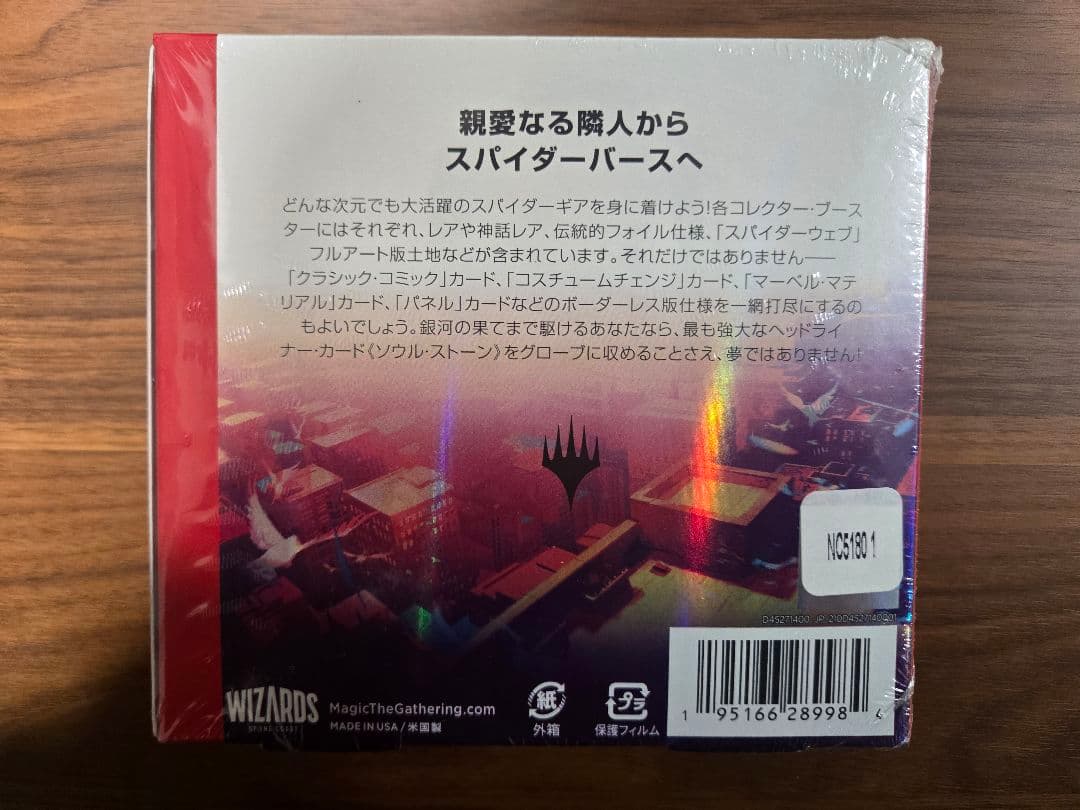 親愛なる隣人から
スパイダーバースへ
どんな次元でも大活躍のスパイダーギアを身に着けよう!各コレクター・ブース
ターにはそれぞれ、レアや神話レア、伝統的フォイル仕様、「スパイダーウェブ」
フルアート版土地などが含まれています。それだけではありません――
「クラシック・コミック」カード、「コスチュームチェンジ」カード、「マーベル・マテ
リアル」カード、「パネル」カードなどのボーダーレス版仕様を一網打尽にするの
もよいでしょう。銀河の果てまで駆けるあなたなら、最も強大なヘッドライ
ナー・カード《ソウル・ストーン》をグローブに収めることさえ、夢ではありません!
NC5180 1
D45271400 JP 210D4527140001
WIZARDS
OF THE COAST
MagicTheGathering.com
MADE IN USA / 米国製
紙
外箱
プラ
保護フィルム
1 95166 28998 4